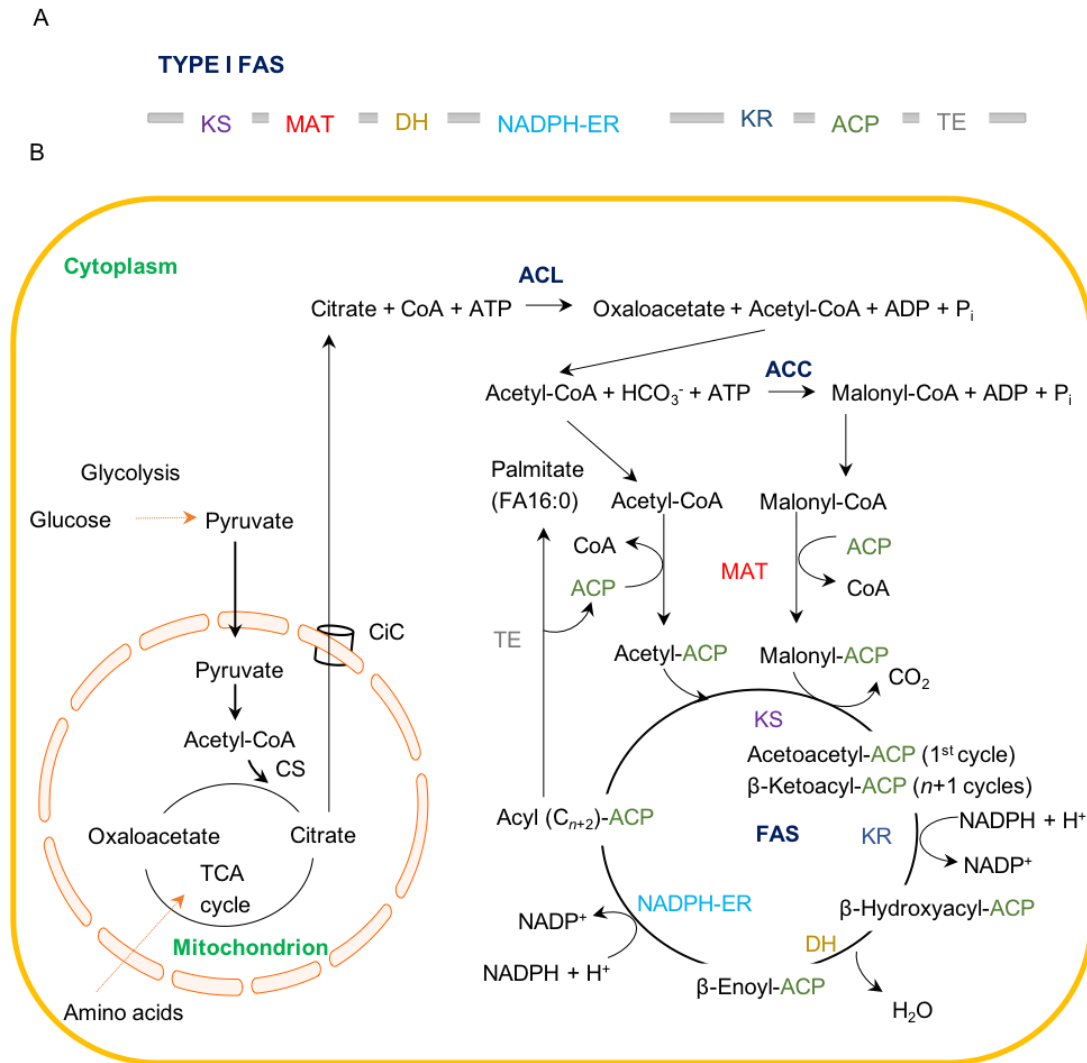 A
TYPE I FAS
KS MAT DH NADPH-ER KR ACP TE
B
Cytoplasm
ACL
Citrate + CoA + ATP Oxaloacetate + Acetyl-CoA + ADP + Pᵢ
ACC
Acetyl-CoA + HCO₃⁻ + ATP Malonyl-CoA + ADP + Pᵢ
Glycolysis
Glucose Pyruvate
Palmitate
(FA16:0)
Acetyl-CoA Malonyl-CoA
CoA
ACP
MAT
ACP
CoA
TE
CiC
Acetyl-ACP Malonyl-ACP
CO₂
Pyruvate
Acetyl-CoA
CS
Oxaloacetate Citrate
TCA
cycle
Mitochondrion
Amino acids
KS
Acetoacetyl-ACP (1ˢᵗ cycle)
β-Ketoacyl-ACP (n+1 cycles)
Acyl (Cₙ₊₂)-ACP
FAS
KR
NADPH + H⁺
NADP⁺
β-Hydroxyacyl-ACP
NADPH-ER
NADP⁺
NADPH + H⁺
DH
β-Enoyl-ACP
H₂O